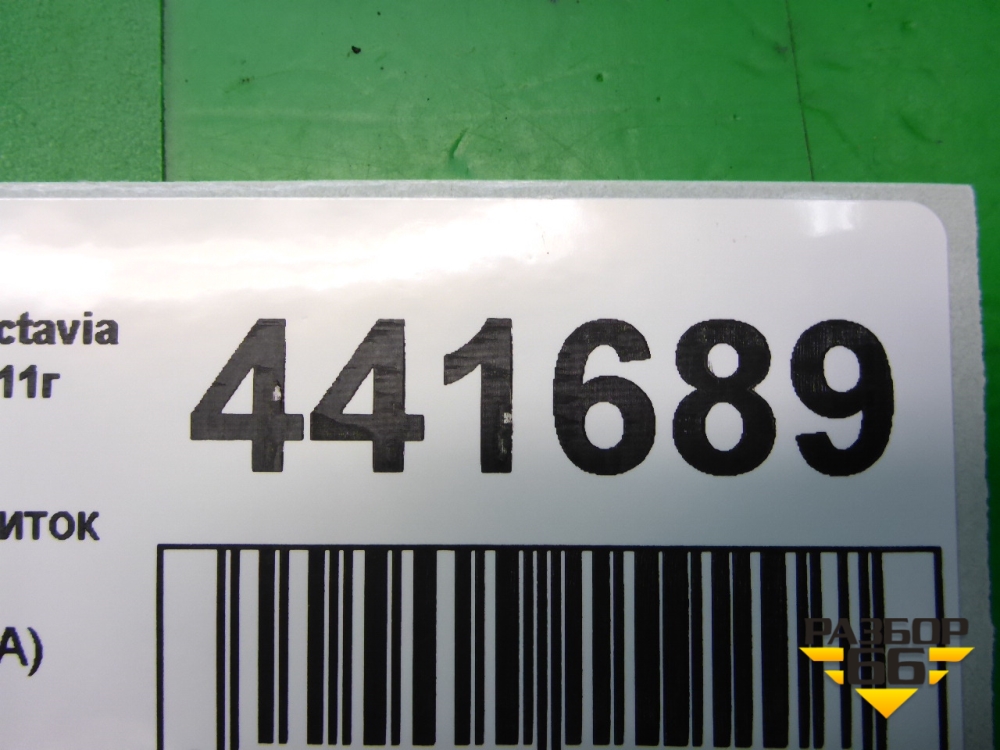 ctavia
441689
11г
иток
А)
РАЗБОР
66